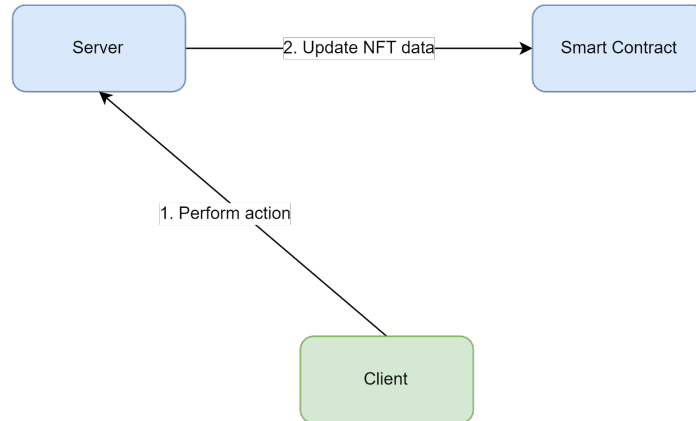 Server
2. Update NFT data
Smart Contract
1. Perform action
Client